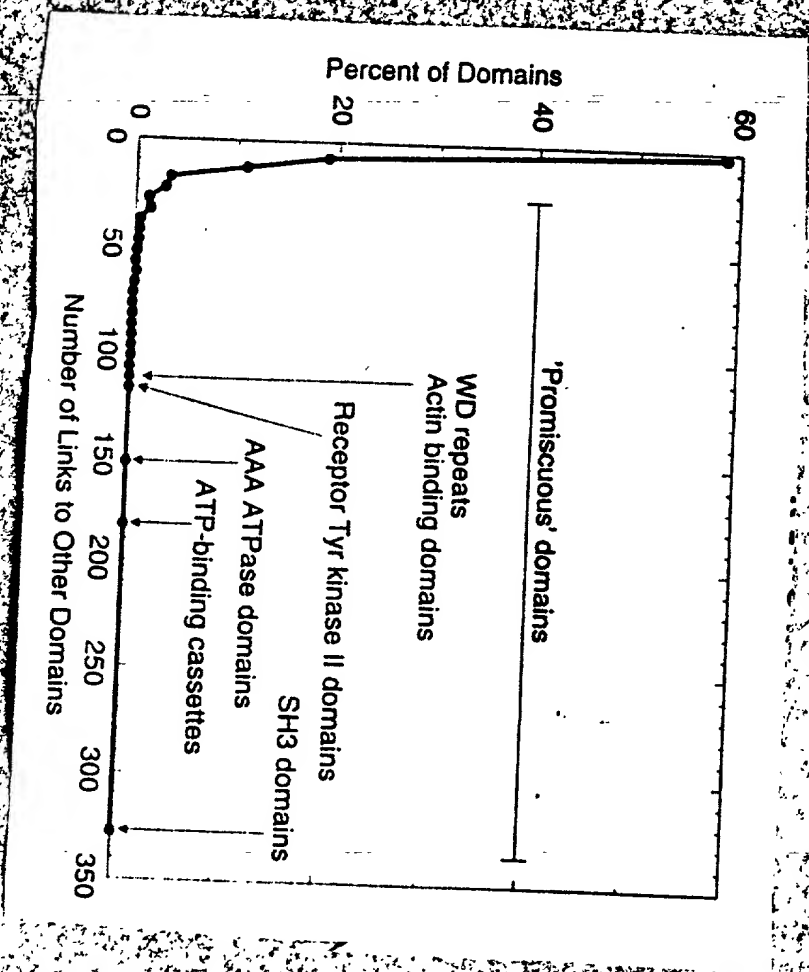 Percent of Domains
60
40
20
0
'Promiscuous' domains
WD repeats
Actin binding domains
Receptor Tyr kinase II domains
AAA ATPase domains
ATP-binding cassettes
SH3 domains
0
50
100
150
200
250
300
350
Number of Links to Other Domains